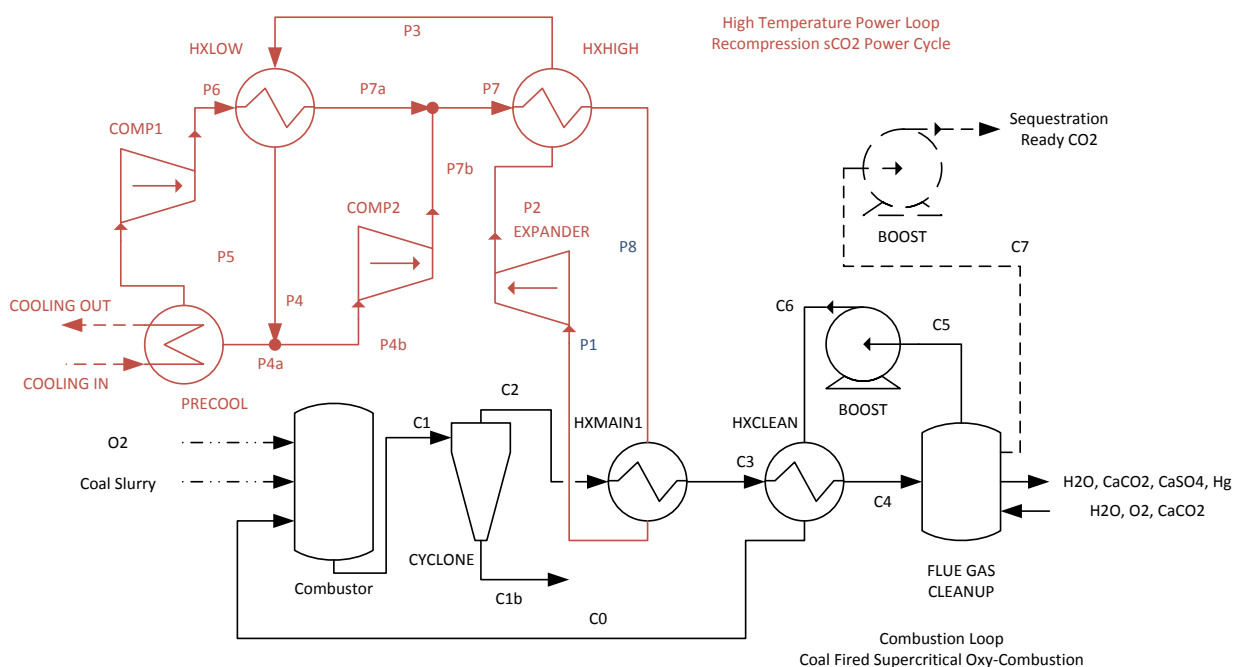 High Temperature Power Loop
Recompression sCO2 Power Cycle
P3
HXLOW
HXHIGH
P6
P7a
P7
COMP1
P7b
COMP2
P2
EXPANDER
P8
P5
P4
P1
COOLING OUT
P4a
P4b
COOLING IN
PRECOOL
Sequestration
Ready CO2
BOOST
C7
C6
C5
BOOST
C2
C1
HXMAIN1
HXCLEAN
O2
Coal Slurry
C3
C4
H2O, CaCO2, CaSO4, Hg
H2O, O2, CaCO2
CYCLONE
Combustor
C1b
FLUE GAS
CLEANUP
C0
Combustion Loop
Coal Fired Supercritical Oxy-Combustion